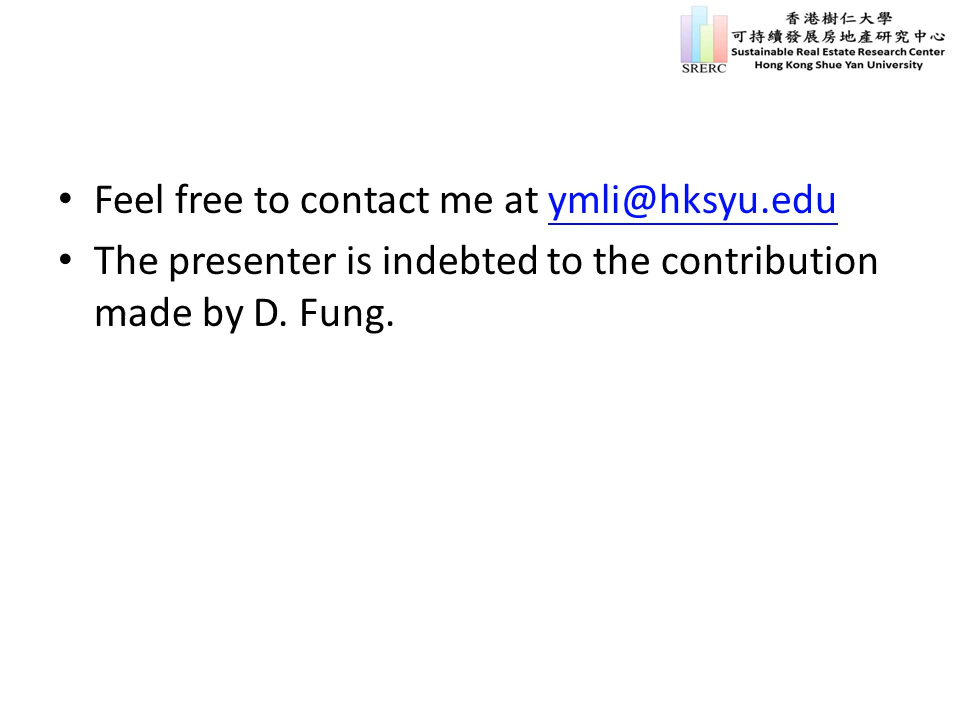 香港樹仁大學
可持續發展房地產研究中心
Sustainable Real Estate Research Center
Hong Kong Shue Yan University
SRERC
• Feel free to contact me at ymli@hksyu.edu
• The presenter is indebted to the contribution
made by D. Fung.